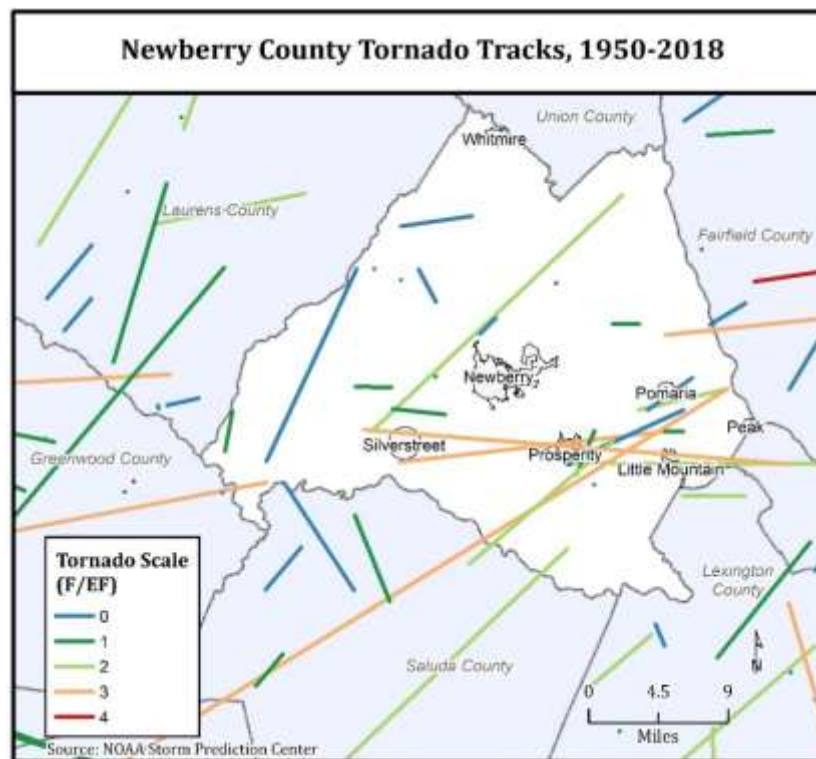 Newberry County Tornado Tracks, 1950-2018
Union County
Whitmire
Laurens County
Fairfield County
Newberry
Pomaria
Peak
Silverstreet
Prosperity
Little Mountain
Greenwood County
Lexington
County
Saluda County
Tornado Scale
(F/EF)
0
1
2
3
4
N
0 4.5 9
Miles
Source: NOAA Storm Prediction Center